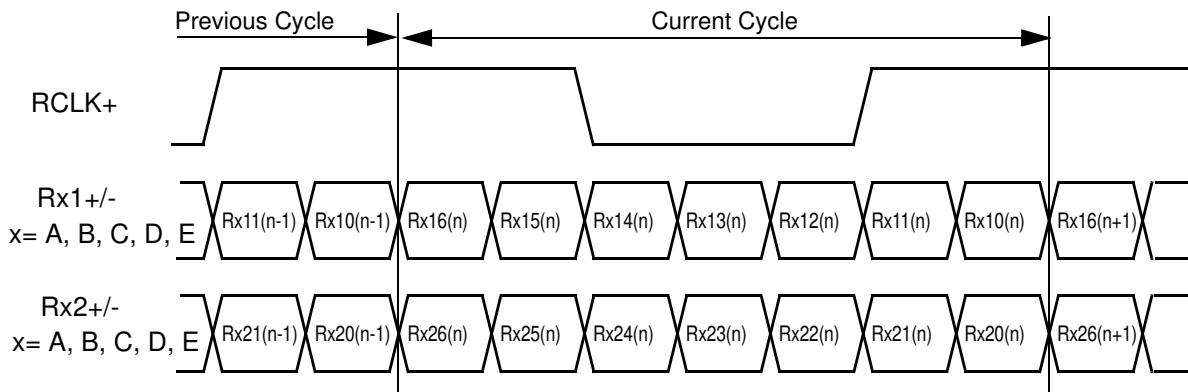 Previous Cycle Current Cycle
RCLK+
Rx1+/-
x= A, B, C, D, E
Rx11(n-1) Rx10(n-1) Rx16(n) Rx15(n) Rx14(n) Rx13(n) Rx12(n) Rx11(n) Rx10(n) Rx16(n+1)
Rx2+/-
x= A, B, C, D, E
Rx21(n-1) Rx20(n-1) Rx26(n) Rx25(n) Rx24(n) Rx23(n) Rx22(n) Rx21(n) Rx20(n) Rx26(n+1)